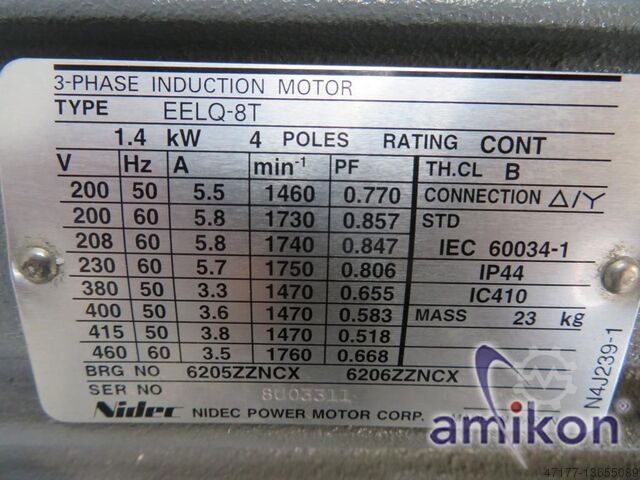 3-PHASE INDUCTION MOTOR
TYPE EELQ-8T
1.4 kW 4 POLES RATING CONT
V Hz A min-1 PF TH.CL B
200 50 5.5 1460 0.770 CONNECTION △/Y
200 60 5.8 1730 0.857 STD
208 60 5.8 1740 0.847 IEC 60034-1
230 60 5.7 1750 0.806 IP44
380 50 3.3 1470 0.655 IC410
400 50 3.6 1470 0.583 MASS 23 kg
415 50 3.8 1470 0.518
460 60 3.5 1760 0.668
BRG NO 6205ZZNCX 6206ZZNCX
SER NO 8U03311
Nidec NIDEC POWER MOTOR CORP.
N4J239-1
amikon
47177-13655089